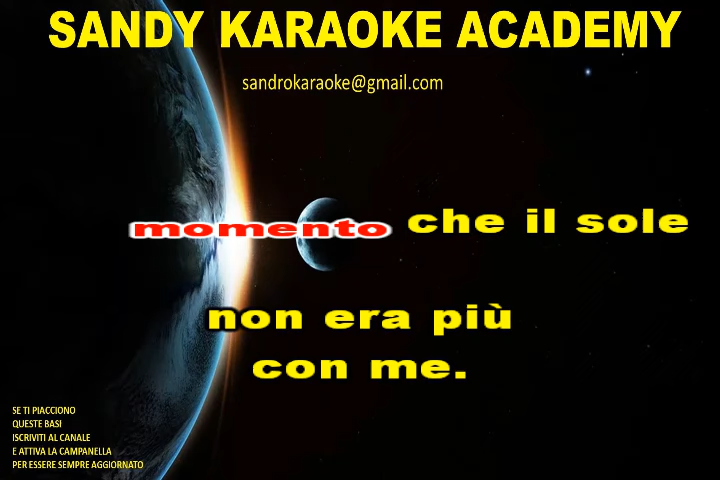 SANDY KARAOKE ACADEMY
sandrokaraoke@gmail.com
momento che il sole
non era più
con me.
SE TI PIACCIONO
QUESTE BASI
ISCRIVITI AL CANALE
E ATTIVA LA CAMPANELLA
PER ESSERE SEMPRE AGGIORNATO